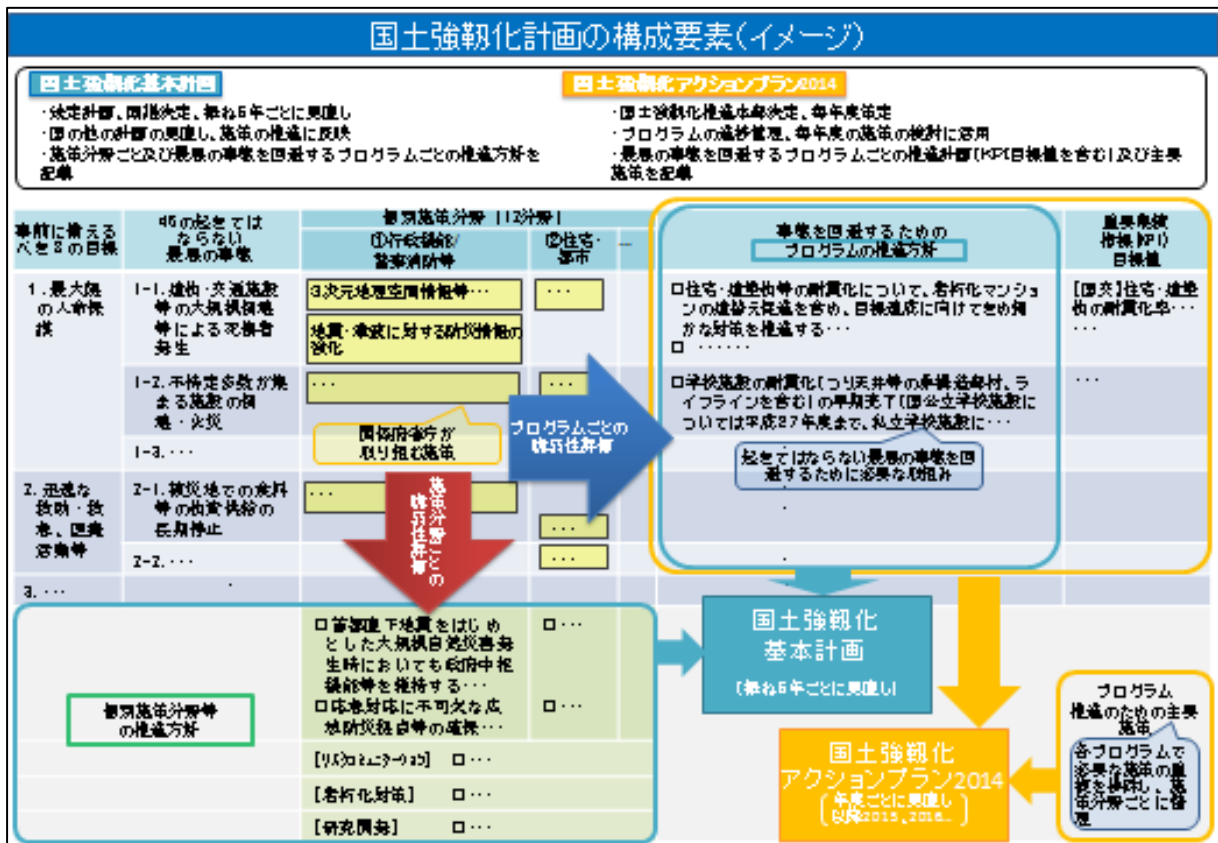 国土強靱化計画の構成要素(イメージ)
国土強靱化基本計画
・法定計画、閣議決定、概ね5年ごとに見直し
・国の他の計画の見直し、施策の推進に反映
・施策分野ごと及び最悪の事態を回避するプログラムごとの推進方針を
記載
国土強靱化アクションプラン2014
・国土強靱化推進本部決定、毎年度策定
・プログラムの進捗管理、毎年度の施策の検討に活用
・最悪の事態を回避するプログラムごとの推進計画(KPI目標値を含む)及び主要
施策を記載
事前に備える
べき8の目標
45の起きては
ならない
最悪の事態
個別施策分野 (12分野)
①行政機能/
警察消防等
②住宅・
都市
…
事態を回避するための
プログラムの推進方針
重要業績
指標(KPI)
目標値
1.最大限
の人命保
護
1-1. 建物・交通施設
等の大規模倒壊
等による死傷者
発生
3次元地理空間情報等・・・
・・・
地震・津波に対する防災情報の
強化
□住宅・建築物等の耐震化について、老朽化マンショ
ンの建替え促進を含め、目標達成に向けてきめ細
かな対策を推進する・・・
□ ・・・・・・
[国交]住宅・建築
物の耐震化率・・・
・・・
1-2. 不特定多数が集
まる施設の倒
壊・火災
・・・
・・・
□学校施設の耐震化(つり天井等の非構造部材、ラ
イフラインを含む)の早期完了(国公立学校施設に
ついては平成27年度まで、私立学校施設に・・・
・・・
関係府省庁が
取り組む施策
プログラムごとの
脆弱性評価
起きてはならない最悪の事態を回
避するために必要な取組み
1-3. ・・・
2. 迅速な
救助・救
急、医療
活動等
2-1. 被災地での食料
等の物資供給の
長期停止
・・・
・・・
施策分野ごとの
脆弱性評価
2-2. ・・・
・・・
3. ・・・
個別施策分野等
の推進方針
□首都直下地震をはじめ
とした大規模自然災害発
生時においても政府中枢
機能等を維持する・・・
□・・・
□応急対応に不可欠な広
域防災拠点等の確保・・・
□・・・
[リスクコミュニケーション] □・・・
[老朽化対策] □・・・
[研究開発] □・・・
国土強靱化
基本計画
(概ね5年ごとに見直し)
国土強靱化
アクションプラン2014
年度ごとに見直し
以降2015、2016…
プログラム
推進のための主要
施策
各プログラムで
必要な施策の重
複を排除し、施
策分野ごとに整
理